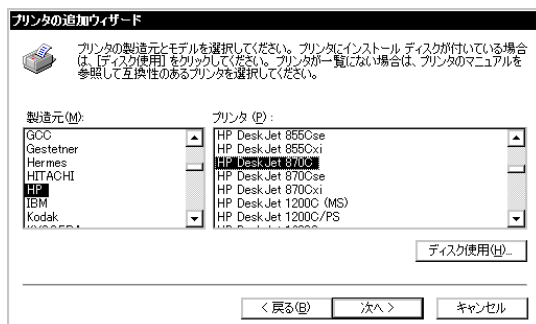 プリンタの追加ウィザード
プリンタの製造元とモデルを選択してください。プリンタにインストール ディスクが付いている場合
は、[ディスク使用] をクリックしてください。プリンタが一覧にない場合は、プリンタのマニュアルを
参照して互換性のあるプリンタを選択してください。
製造元(M):
GCC
Gestetner
Hermes
HITACHI
HP
IBM
Kodak
プリンタ (P) :
HP DeskJet 855Cse
HP DeskJet 855Cxi
HP DeskJet 870C
HP DeskJet 870Cse
HP DeskJet 870Cxi
HP DeskJet 1200C (MS)
HP DeskJet 1200C/PS
ディスク使用(H)...
< 戻る(B)
次へ >
キャンセル